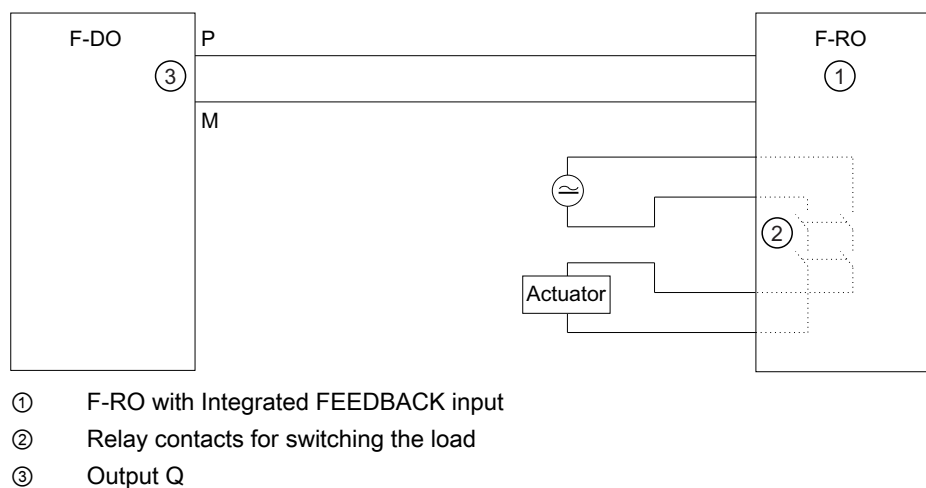 F-DO
P
F-RO
③
①
M
②
Actuator
① F-RO with Integrated FEEDBACK input
② Relay contacts for switching the load
③ Output Q